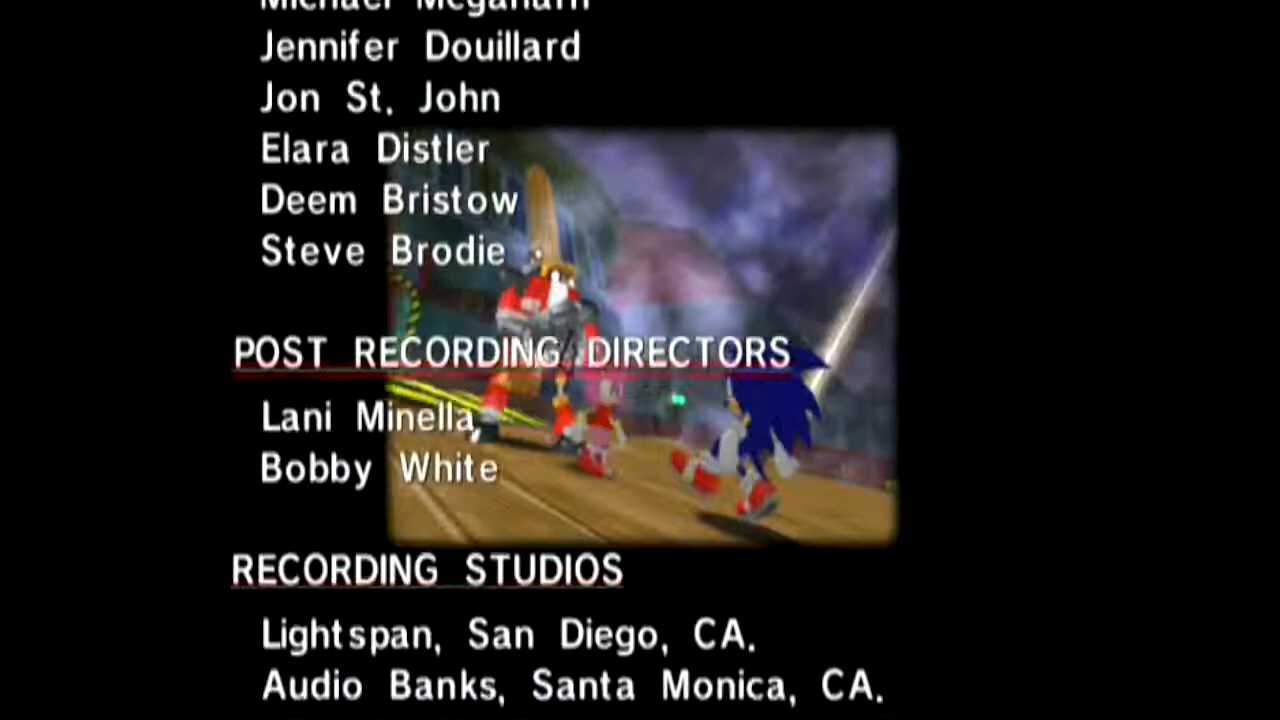 Jennifer Douillard
Jon St. John
Elara Distler
Deem Bristow
Steve Brodie
POST RECORDING DIRECTORS
Lani Minella
Bobby White
RECORDING STUDIOS
Lightspan, San Diego, CA.
Audio Banks, Santa Monica, CA.